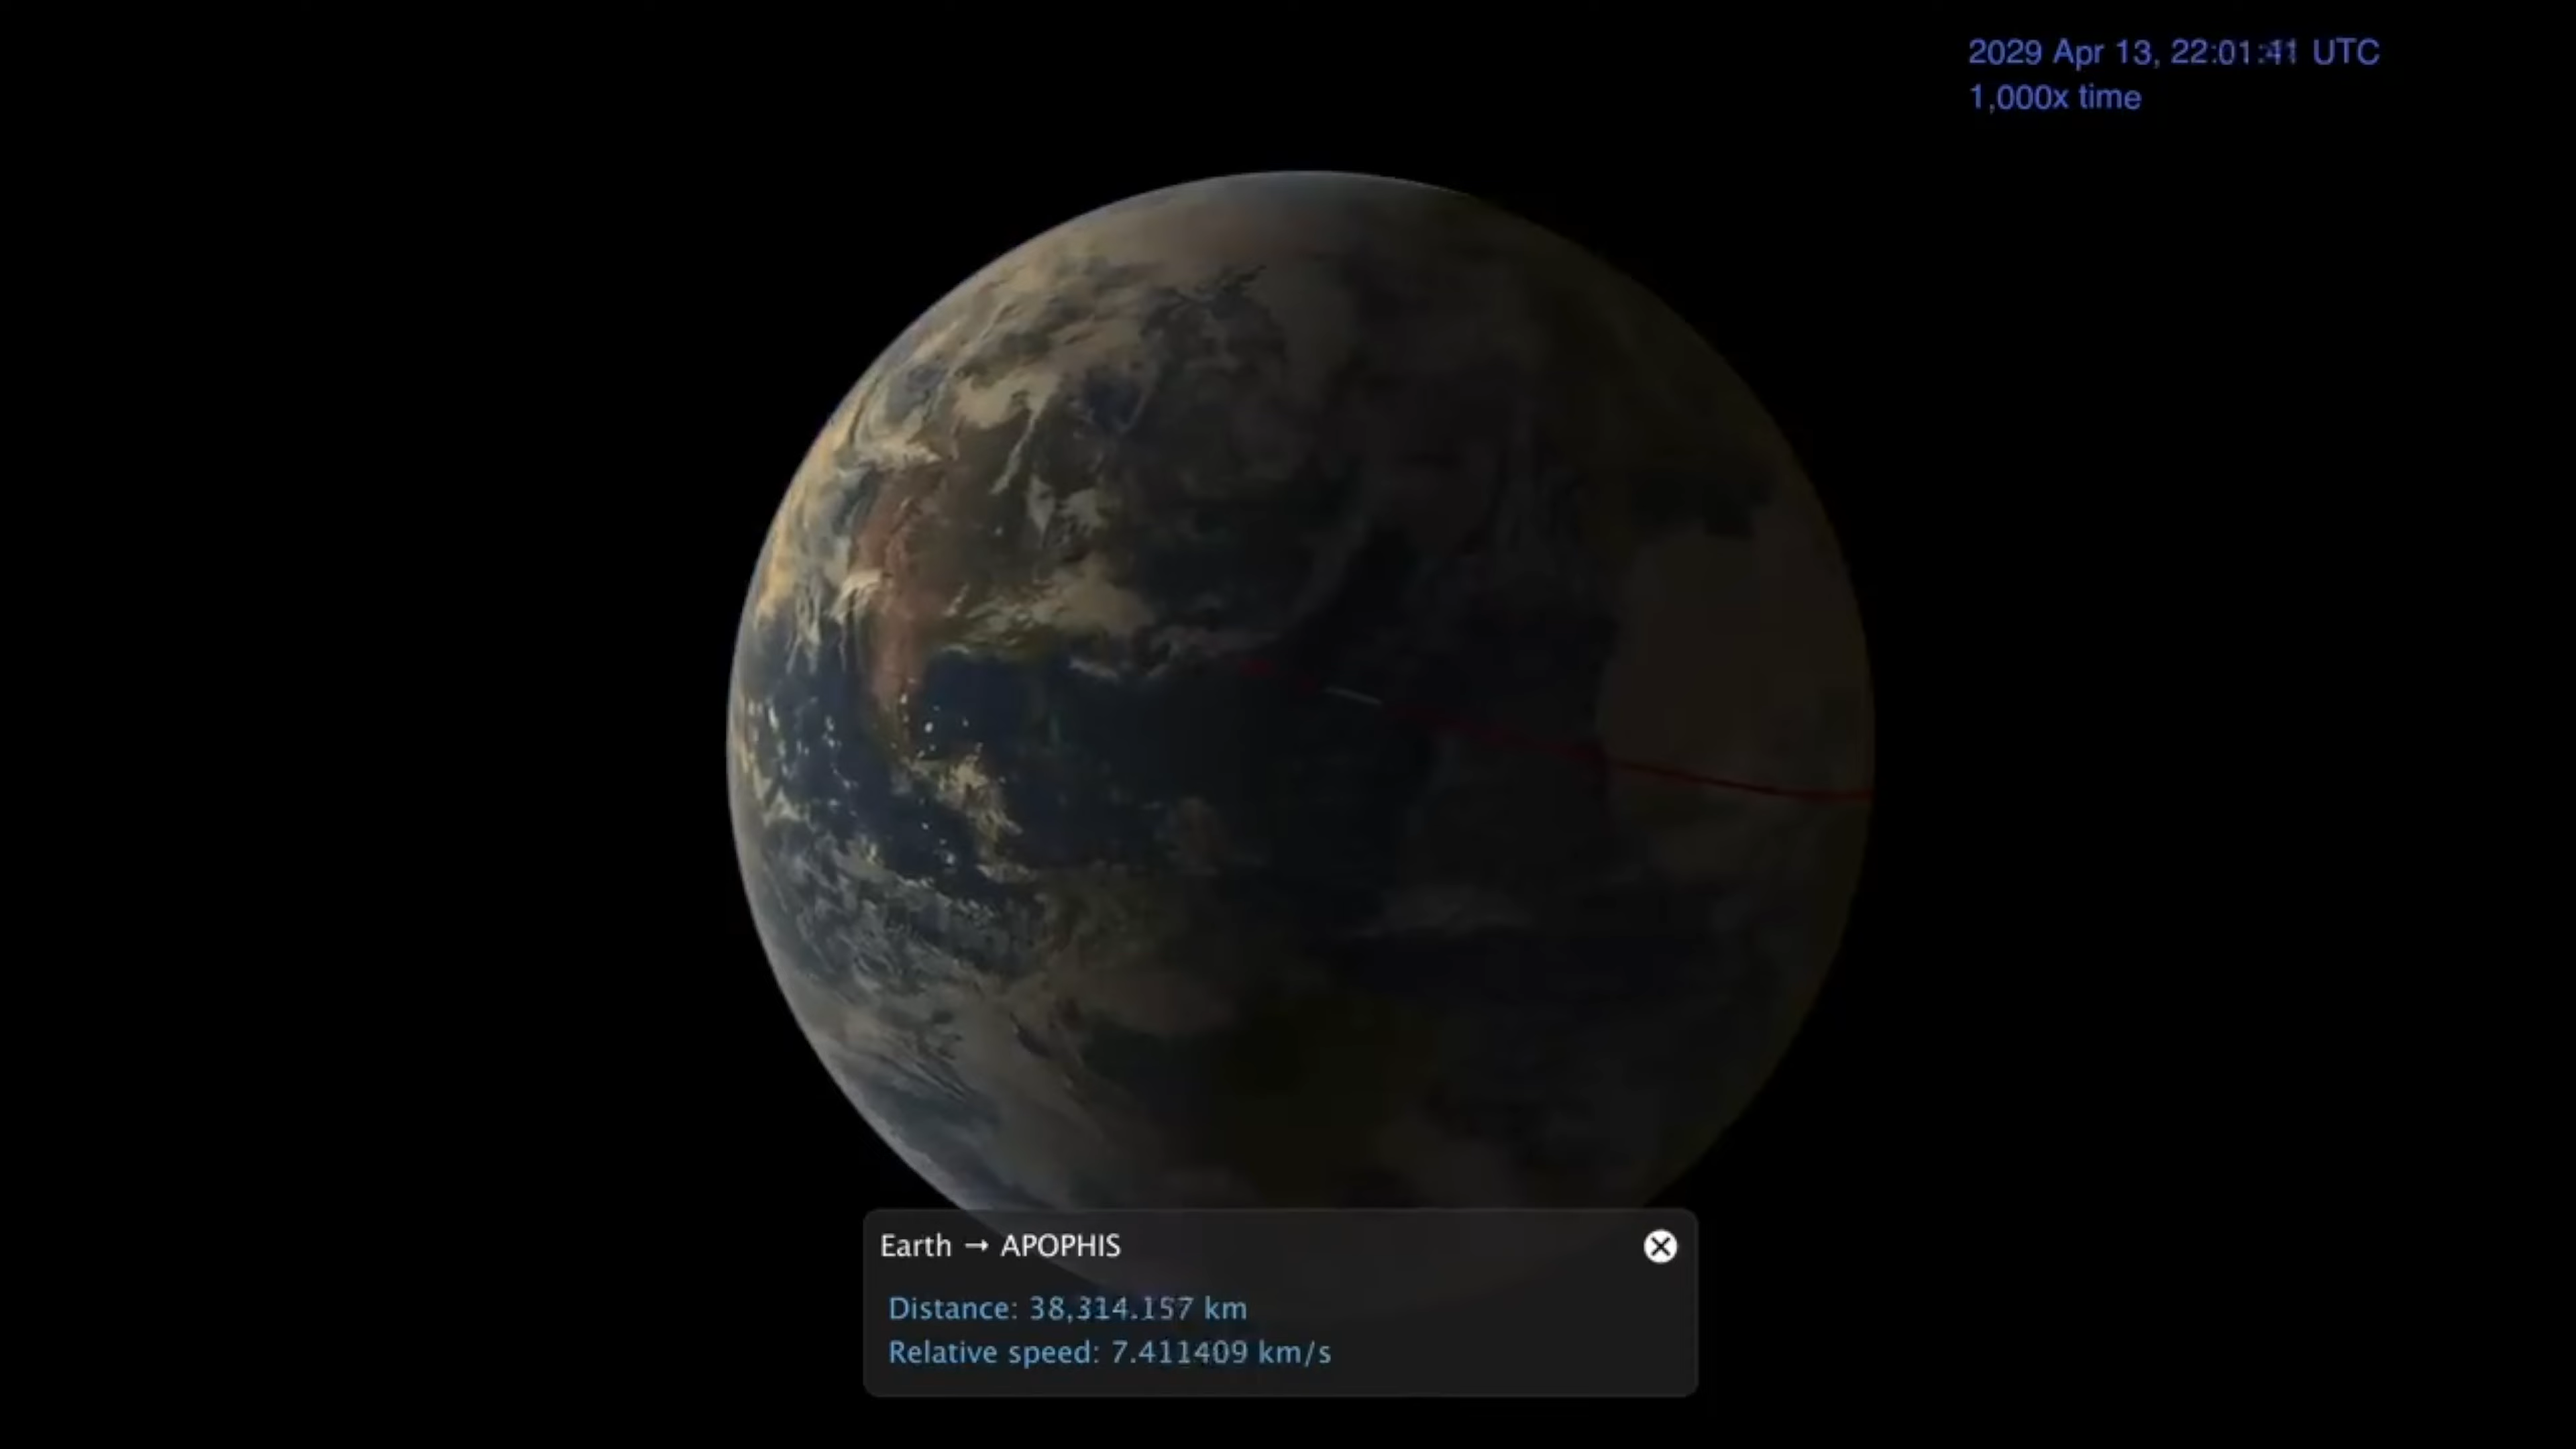 2029 Apr 13, 22:01:41 UTC
1,000x time
Earth → APOPHIS
Distance: 38,314.157 km
Relative speed: 7.411409 km/s